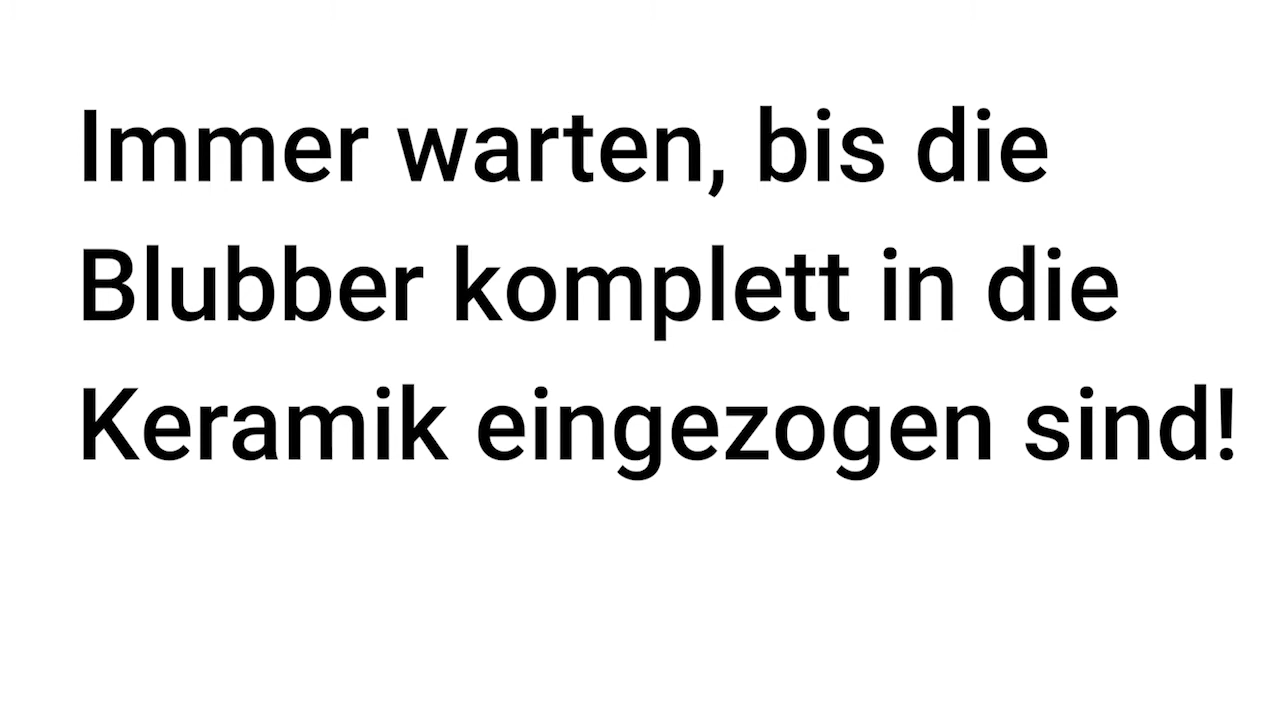 Immer warten, bis die
Blubber komplett in die
Keramik eingezogen sind!